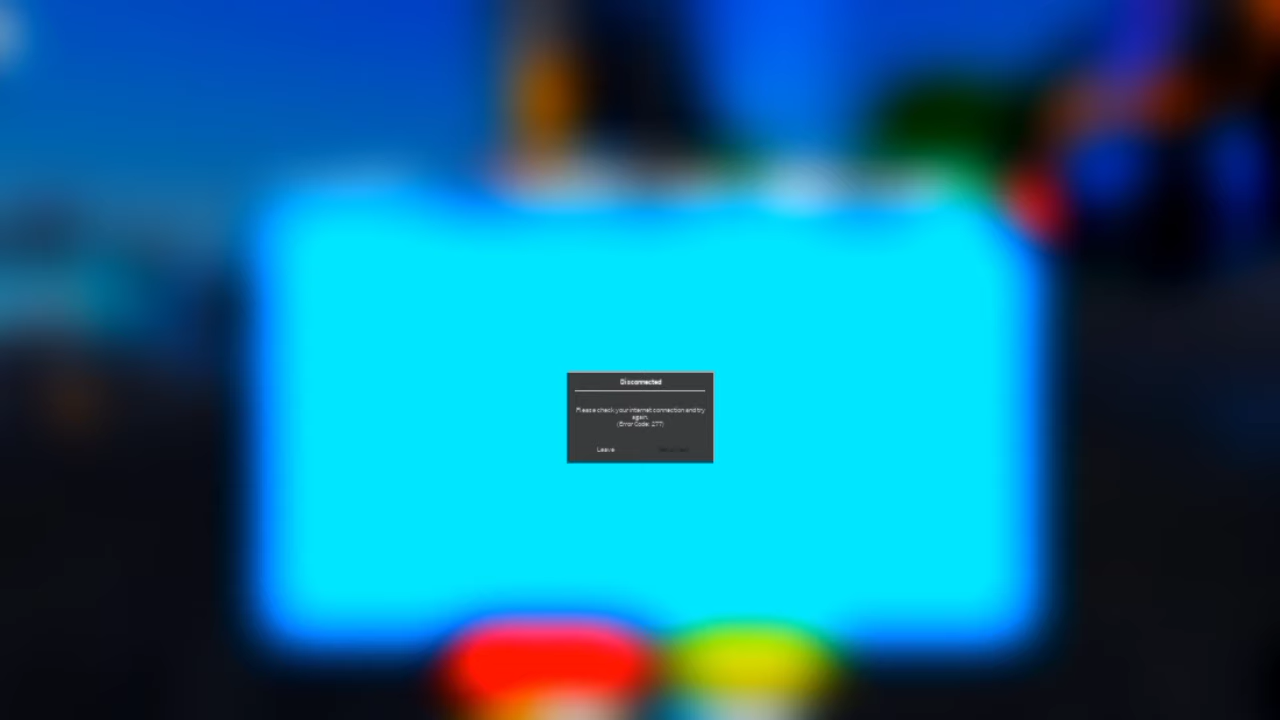 Disconnected
Please check your internet connection and try
again.
(Error Code: 277)
Leave